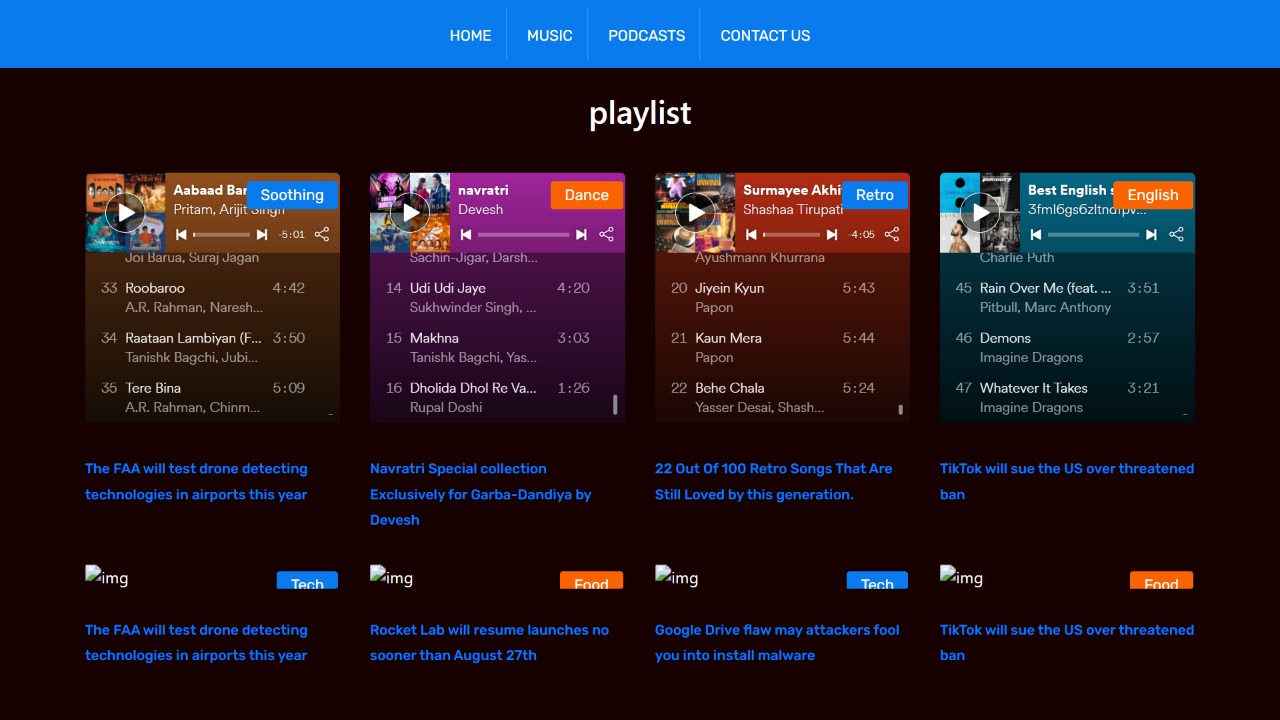 HOME MUSIC PODCASTS CONTACT US
playlist
Aabaad Bar
Soothing
Pritam, Arijit Singh
-5:01
Joi Barua, Suraj Jagan
33 Roobaroo 4:42
A.R. Rahman, Naresh...
34 Raataan Lambiyan (F... 3:50
Tanishk Bagchi, Jubi...
35 Tere Bina 5:09
A.R. Rahman, Chinm...
The FAA will test drone detecting
technologies in airports this year
navratri
Dance
Devesh
Sachin-Jigar, Darsh...
14 Udi Udi Jaye 4:20
Sukhwinder Singh, ...
15 Makhna 3:03
Tanishk Bagchi, Yas...
16 Dholida Dhol Re Va... 1:26
Rupal Doshi
Navratri Special collection
Exclusively for Garba-Dandiya by
Devesh
Surmayee Akhi
Retro
Shashaa Tirupati
-4:05
Ayushmann Khurrana
20 Jiyein Kyun 5:43
Papon
21 Kaun Mera 5:44
Papon
22 Behe Chala 5:24
Yasser Desai, Shash...
22 Out Of 100 Retro Songs That Are
Still Loved by this generation.
Best English s
English
Charlie Puth
45 Rain Over Me (feat. ... 3:51
Pitbull, Marc Anthony
46 Demons 2:57
Imagine Dragons
47 Whatever It Takes 3:21
Imagine Dragons
TikTok will sue the US over threatened
ban
img
Tech
The FAA will test drone detecting
technologies in airports this year
img
Food
Rocket Lab will resume launches no
sooner than August 27th
img
Tech
Google Drive flaw may attackers fool
you into install malware
img
Food
TikTok will sue the US over threatened
ban